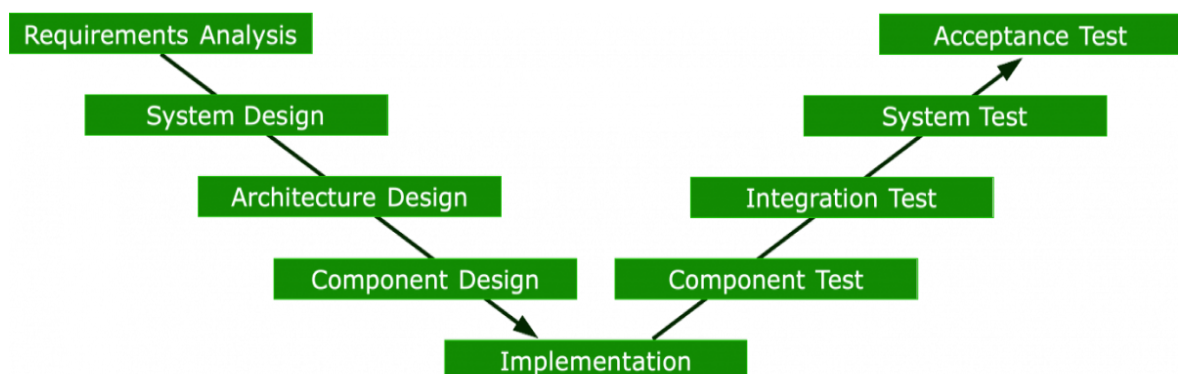 Requirements Analysis
Acceptance Test
System Design
System Test
Architecture Design
Integration Test
Component Design
Component Test
Implementation